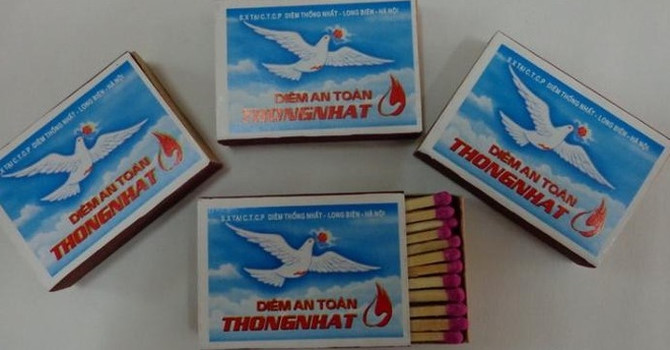 S.X TẠI C.T.C.P DIÊM THỐNG NHẤT - LONG BIÊN - HÀ NỘI
DIÊM AN TOÀN
THONGNHAT
S.X TẠI C.T.C.P DIÊM THỐNG NHẤT - LONG BIÊN - HÀ NỘI
DIÊM AN TOÀN
THONGNHAT
S.X TẠI C.T.C.P DIÊM THỐNG NHẤT - LONG BIÊN - HÀ NỘI
DIÊM AN TOÀN
THONGNHAT
S.X TẠI C.T.C.P DIÊM THỐNG NHẤT - LONG BIÊN - HÀ NỘI
DIÊM AN TOÀN
THONGNHAT